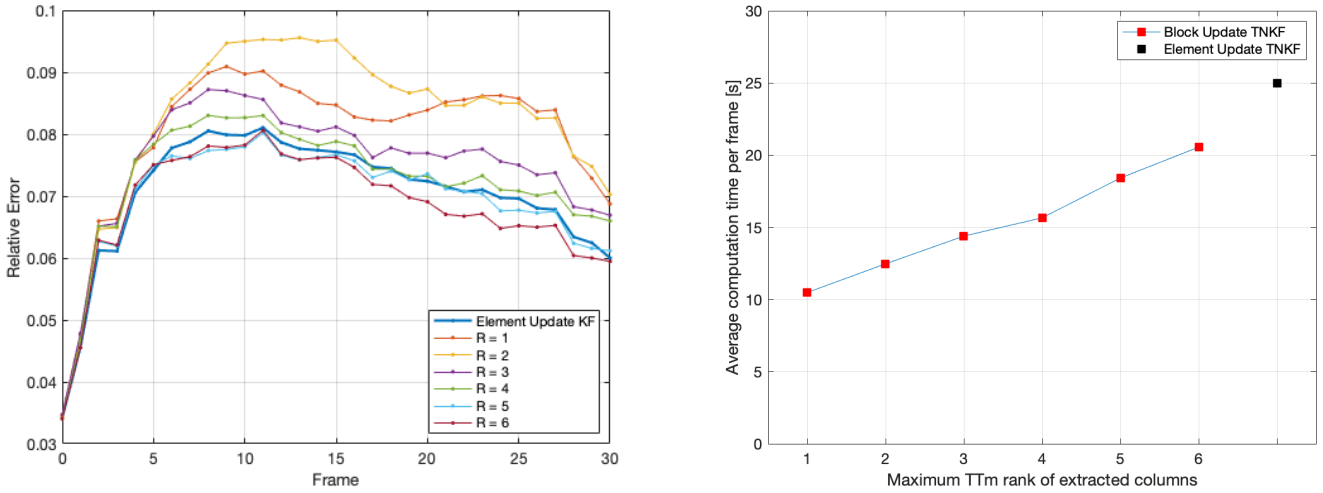 0.1
0.09
0.08
0.07
0.06
0.05
0.04
0.03
Relative Error
0 5 10 15 20 25 30
Frame
Element Update KF
R = 1
R = 2
R = 3
R = 4
R = 5
R = 6
30
25
20
15
10
5
0
Average computation time per frame [s]
1 2 3 4 5 6
Maximum TTm rank of extracted columns
Block Update TNKF
Element Update TNKF